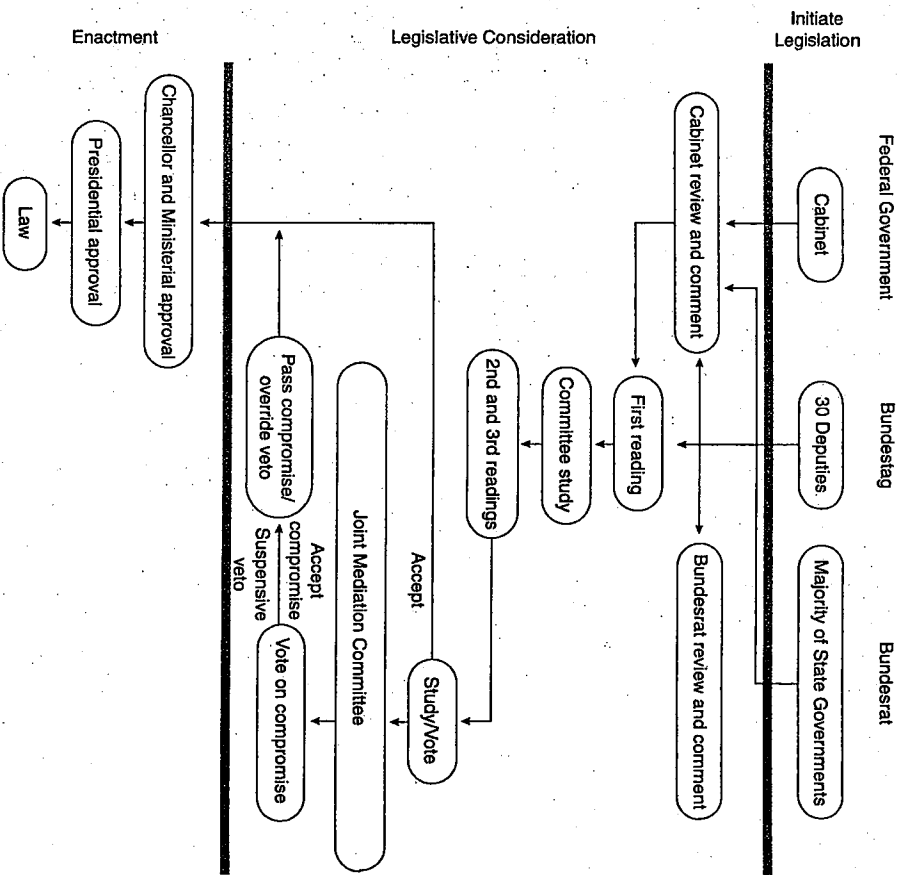 Federal Government
Bundestag
Bundesrat
Initiate
Legislation
Cabinet
30 Deputies.
Majority of State Governments
Legislative Consideration
Cabinet review and comment
Bundesrat review and comment
First reading
Committee study
2nd and 3rd readings
Study/Vote
Accept
Joint Mediation Committee
Pass compromise/
override veto
Accept
compromise
Suspensive
veto
Vote on compromise
Enactment
Chancellor and Ministerial approval
Presidential approval
Law